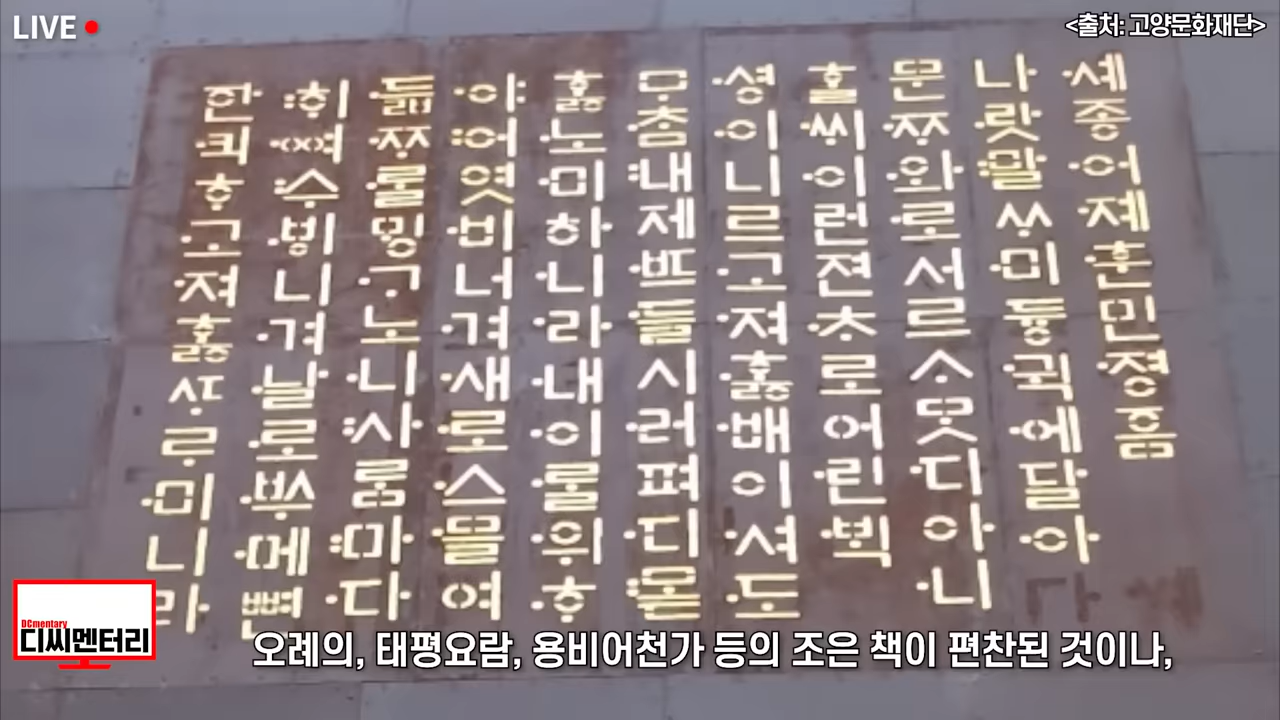 LIVE
<출처: 고양문화재단>
셰종어졔훈민졍ᅙᅳᆷ
나랏말ᄊᆞ미듕귁에달아
문ᄍᆞ와로서르ᄉᆞᄆᆞᆺ디아니
ᄒᆞᆯᄊᆡ이런젼ᄎᆞ로어린ᄇᆡᆨ
셩이니르고져ᄒᆞᇙ배이셔도
ᄆᆞᄎᆞᆷ내제ᄠᅳ들시러펴디몯
ᄒᆞᇙ노미하니라내이ᄅᆞᆯ위ᄒᆞ
야어엿비너겨새로스믈여
듧ᄍᆞᄅᆞᆯᄆᆡᇰᄀᆞ노니사ᄅᆞᆷ마다
ᄒᆡᅇᅧ수ᄫᅵ니겨날로ᄡᅮ메뼌
한킈ᄒᆞ고져ᄒᆞᇙᄯᆞᄅᆞ미니라
DCmentary
디씨멘터리
오례의, 태평요람, 용비어천가 등의 조은 책이 편찬된 것이나,